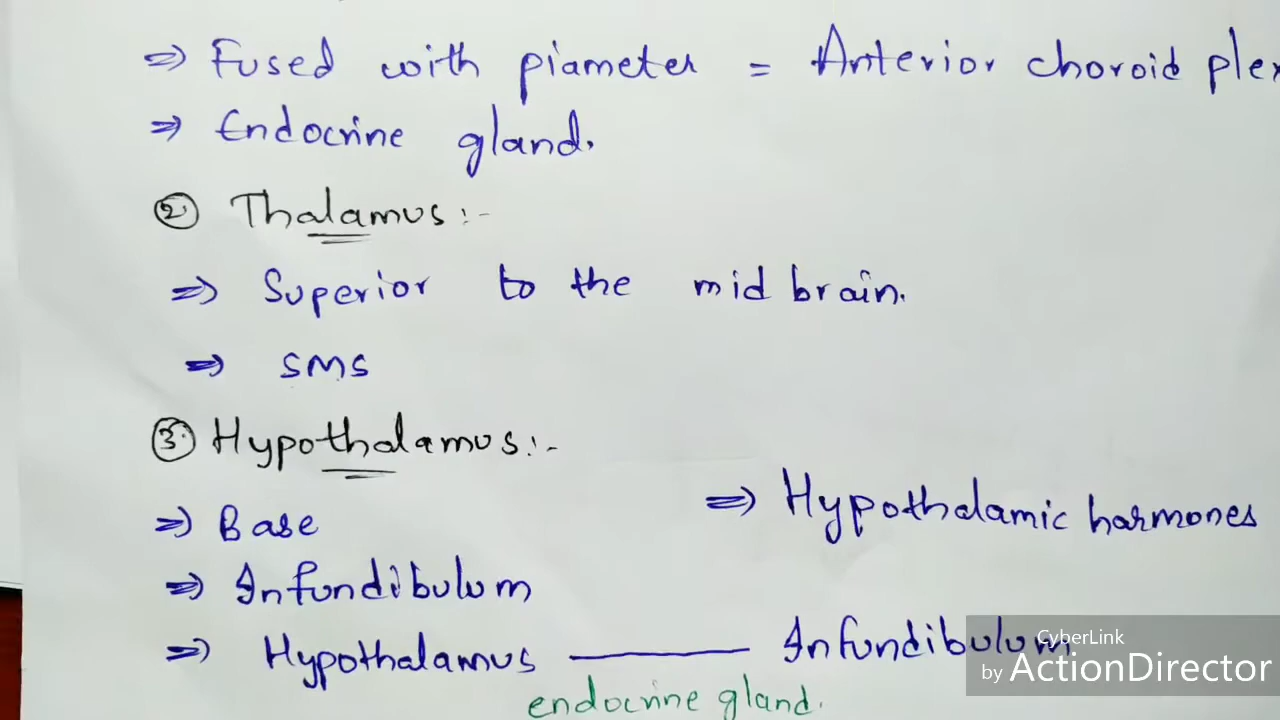 ⇒ Fused with piameter = Anterior choroid plex
⇒ Endocrine gland.
② Thalamus:-
⇒ Superior to the mid brain.
⇒ SMS
③ Hypothalamus:-
⇒ Base
⇒ Hypothalamic harmones
⇒ Infundibulum
⇒ Hypothalamus — Infundibulum
endocrine gland.
CyberLink
by ActionDirector